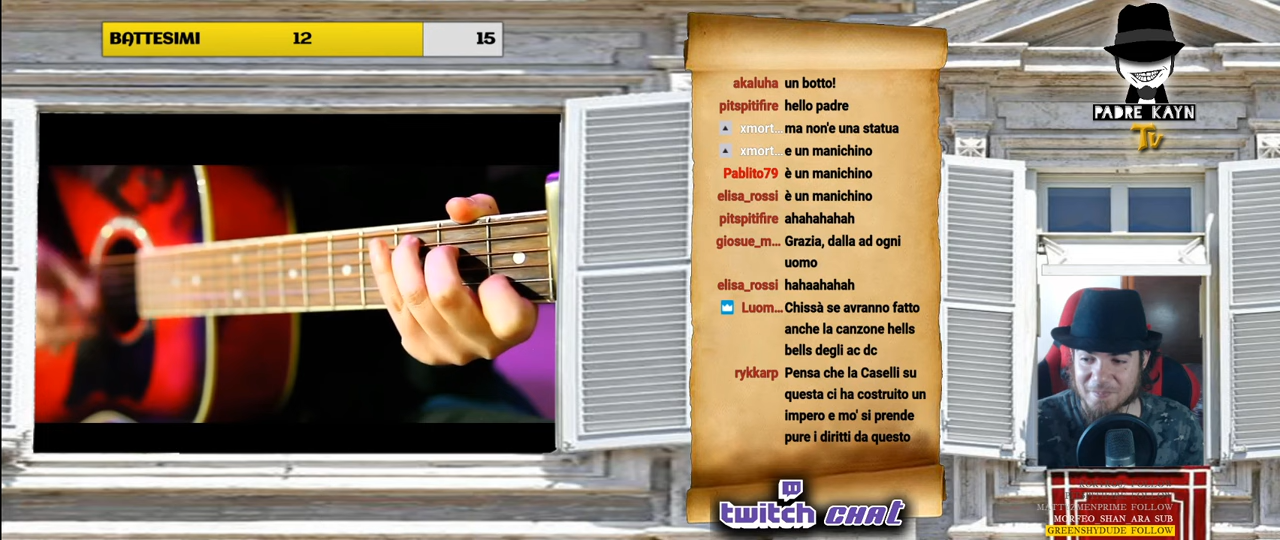 BATTESIMI 12 15
akaluha un botto!
pitspitifire hello padre
xmort... ma non'e una statua
xmort... e un manichino
Pablito79 è un manichino
elisa_rossi è un manichino
pitspitifire ahahahahah
giosue_m... Grazia, dalla ad ogni
uomo
elisa_rossi hahaahahah
Luom... Chissà se avranno fatto
anche la canzone hells
bells degli ac dc
rykkarp Pensa che la Caselli su
questa ci ha costruito un
impero e mo' si prende
pure i diritti da questo
twitch CHAT
PADRE KAYN
Tv
MORFEO_SHAN_ARA SUB
GREENSHYDUDE FOLLOW